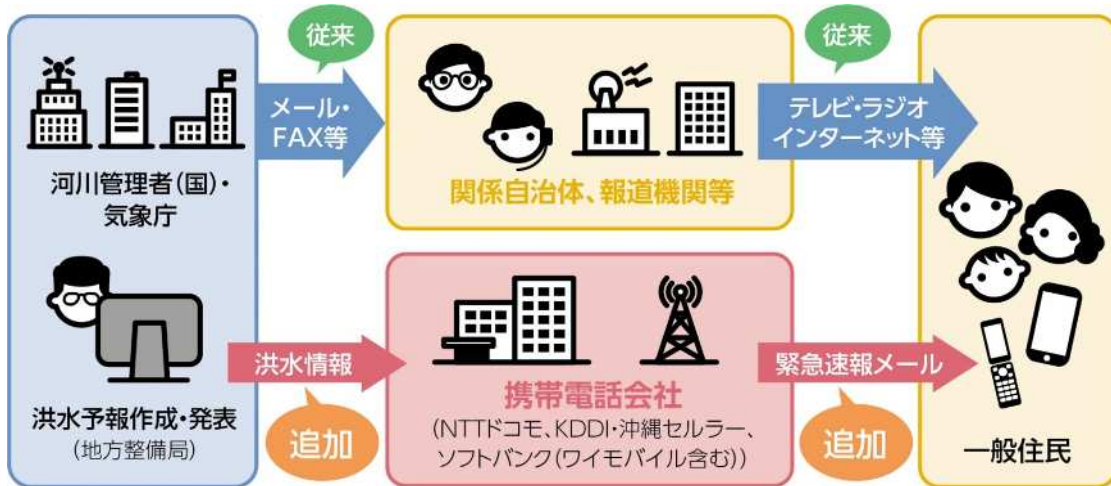 従来
従来
メール・
FAX等
テレビ・ラジオ
インターネット等
河川管理者(国)・
気象庁
関係自治体、報道機関等
洪水情報
緊急速報メール
携帯電話会社
(NTTドコモ、KDDI・沖縄セルラー、
ソフトバンク(ワイモバイル含む))
洪水予報作成・発表
(地方整備局)
追加
追加
一般住民